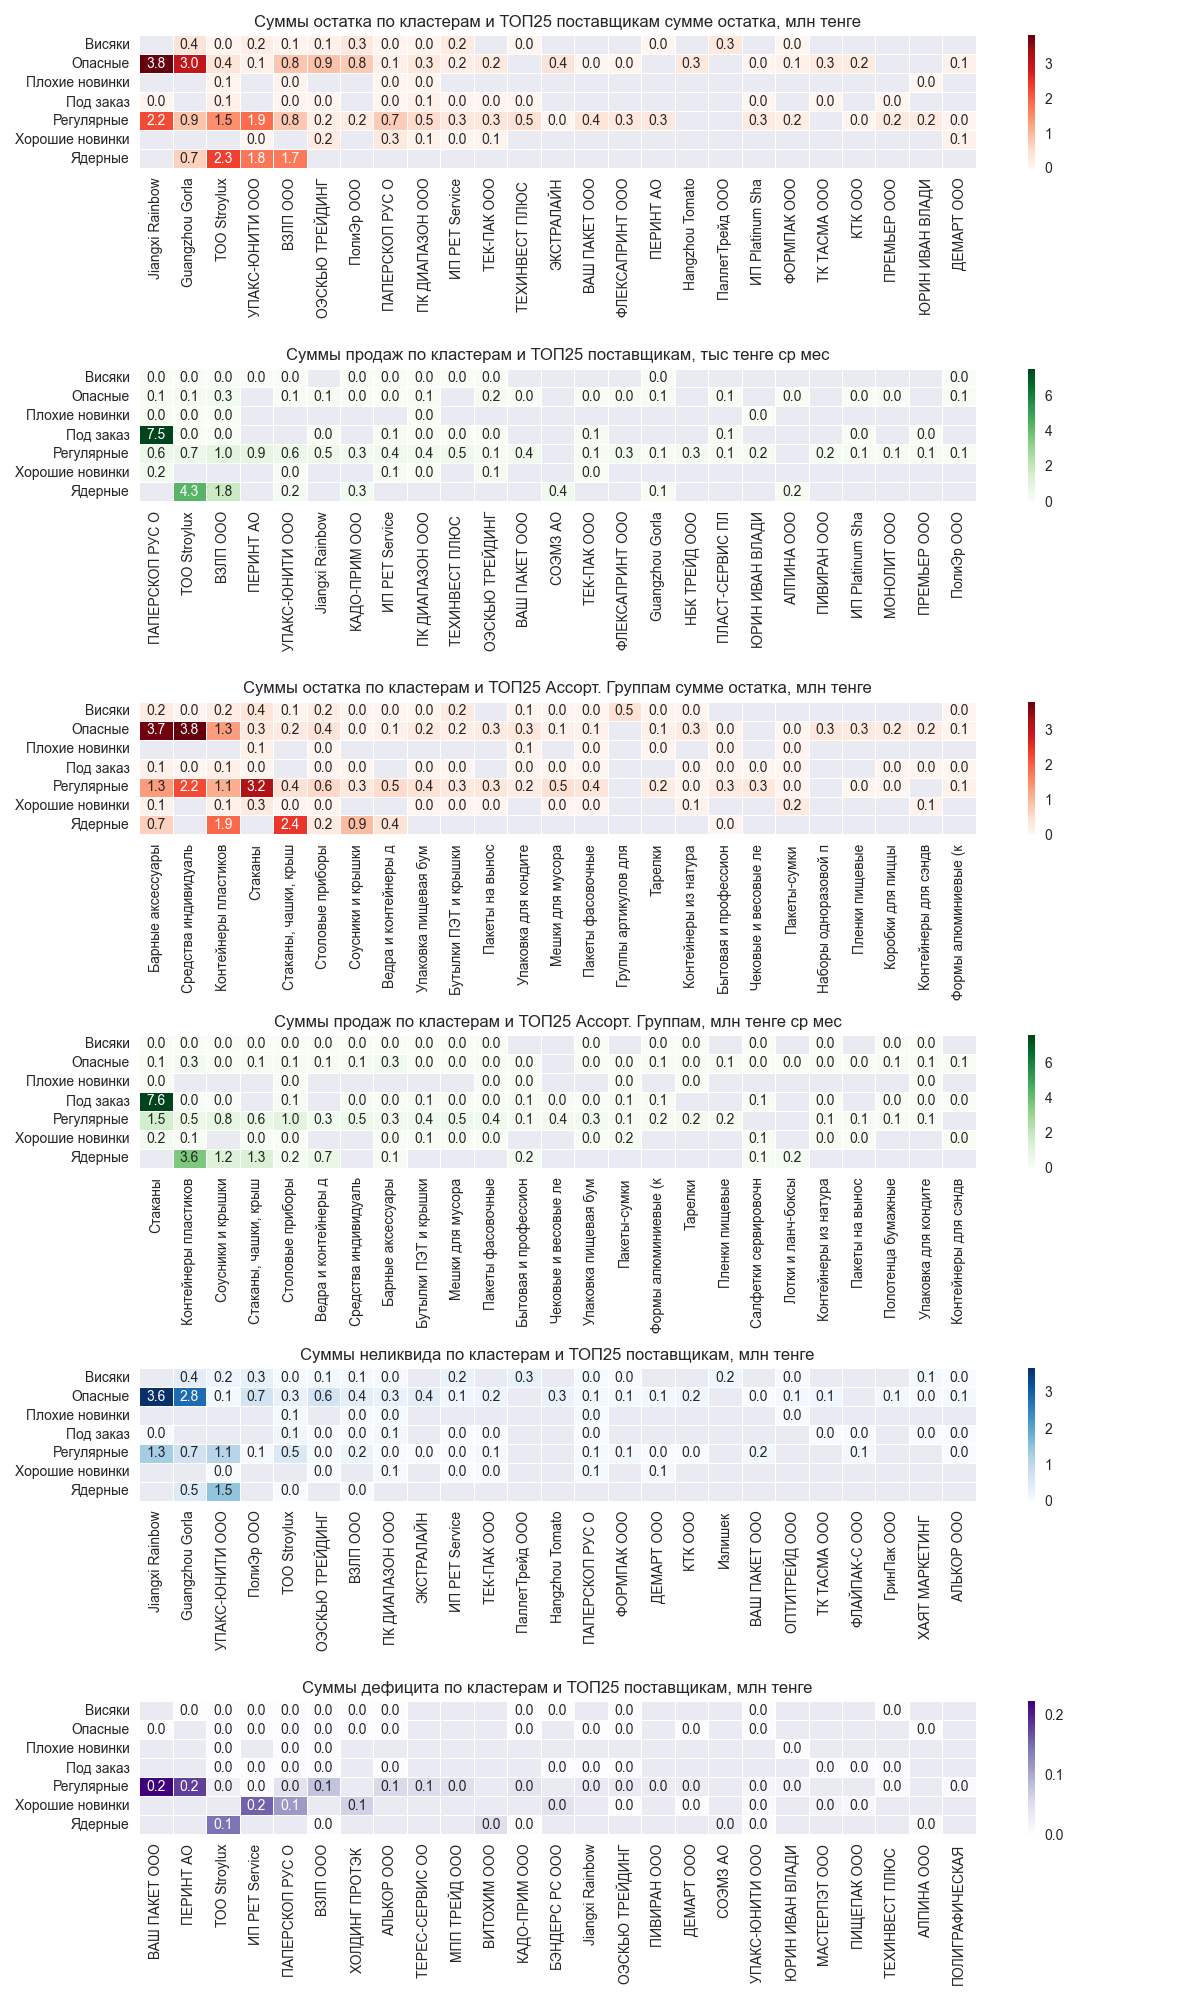 Суммы остатка по кластерам и ТОП25 поставщикам сумме остатка, млн тенге
Висяки 0.4 0.0 0.2 0.1 0.1 0.3 0.0 0.0 0.2 0.0 0.0 0.3 0.0
Опасные 3.8 3.0 0.4 0.1 0.8 0.9 0.8 0.1 0.3 0.2 0.2 0.4 0.0 0.0 0.3 0.0 0.1 0.3 0.2 0.1
Плохие новинки 0.1 0.0 0.0 0.0 0.0
Под заказ 0.0 0.1 0.0 0.0 0.0 0.1 0.0 0.0 0.0 0.0 0.0
Регулярные 2.2 0.9 1.5 1.9 0.8 0.2 0.2 0.7 0.5 0.3 0.3 0.5 0.0 0.4 0.3 0.3 0.3 0.2 0.0 0.2 0.2 0.0
Хорошие новинки 0.0 0.2 0.3 0.1 0.0 0.1 0.1
Ядерные 0.7 2.3 1.8 1.7
3 2 1 0
Jiangxi Rainbow
Guangzhou Gorla
ТОО Stroylux
УПАКС-ЮНИТИ ООО
ВЗЛП ООО
ОЭСКЬЮ ТРЕЙДИНГ
ПолиЭр ООО
ПАПЕРСКОП РУС О
ПК ДИАПАЗОН ООО
ИП РЕТ Service
ТЕК-ПАК ООО
ТЕХИНВЕСТ ПЛЮС
ЭКСТРАЛАЙН
ВАШ ПАКЕТ ООО
ФЛЕКСАПРИНТ ООО
ПЕРИНТ АО
Hangzhou Tomato
ПаллетТрейд ООО
ИП Platinum Sha
ФОРМПАК ООО
ТК ТАСМА ООО
КТК ООО
ПРЕМЬЕР ООО
ЮРИН ИВАН ВЛАДИ
ДЕМАРТ ООО
Суммы продаж по кластерам и ТОП25 поставщикам, тыс тенге ср мес
Висяки 0.0 0.0 0.0 0.0 0.0 0.0 0.0 0.0 0.0 0.0 0.0 0.0
Опасные 0.1 0.1 0.3 0.1 0.1 0.0 0.0 0.1 0.2 0.0 0.0 0.0 0.1 0.1 0.0 0.0 0.0 0.1
Плохие новинки 0.0 0.0 0.0 0.0 0.0
Под заказ 7.5 0.0 0.0 0.0 0.1 0.0 0.0 0.0 0.1 0.1 0.0 0.0
Регулярные 0.6 0.7 1.0 0.9 0.6 0.5 0.3 0.4 0.4 0.5 0.1 0.4 0.1 0.3 0.1 0.3 0.1 0.2 0.2 0.1 0.1 0.1 0.1
Хорошие новинки 0.2 0.0 0.1 0.0 0.1 0.0
Ядерные 4.3 1.8 0.2 0.3 0.4 0.1 0.2
6 4 2 0
ПАПЕРСКОП РУС О
ТОО Stroylux
ВЗЛП ООО
ПЕРИНТ АО
УПАКС-ЮНИТИ ООО
Jiangxi Rainbow
КАДО-ПРИМ ООО
ИП РЕТ Service
ПК ДИАПАЗОН ООО
ТЕХИНВЕСТ ПЛЮС
ОЭСКЬЮ ТРЕЙДИНГ
ВАШ ПАКЕТ ООО
СОЭМЗ АО
ТЕК-ПАК ООО
ФЛЕКСАПРИНТ ООО
Guangzhou Gorla
НБК ТРЕЙД ООО
ПЛАСТ-СЕРВИС ПЛ
ЮРИН ИВАН ВЛАДИ
АЛПИНА ООО
ПИВИРАН ООО
ИП Platinum Sha
МОНОЛИТ ООО
ПРЕМЬЕР ООО
ПолиЭр ООО
Суммы остатка по кластерам и ТОП25 Ассорт. Группам сумме остатка, млн тенге
Висяки 0.2 0.0 0.2 0.4 0.1 0.2 0.0 0.0 0.0 0.2 0.1 0.0 0.0 0.5 0.0 0.0 0.0
Опасные 3.7 3.8 1.3 0.3 0.2 0.4 0.0 0.1 0.2 0.2 0.3 0.3 0.1 0.1 0.1 0.3 0.0 0.0 0.3 0.3 0.2 0.2 0.1
Плохие новинки 0.1 0.0 0.1 0.0 0.0 0.0 0.0
Под заказ 0.1 0.0 0.1 0.0 0.0 0.0 0.0 0.0 0.0 0.0 0.0 0.0 0.0 0.0 0.0 0.0 0.0 0.0 0.0
Регулярные 1.3 2.2 1.1 3.2 0.4 0.6 0.3 0.5 0.4 0.3 0.3 0.2 0.5 0.4 0.2 0.0 0.3 0.3 0.0 0.0 0.0 0.1
Хорошие новинки 0.1 0.1 0.3 0.0 0.0 0.0 0.0 0.0 0.0 0.0 0.1 0.2 0.1
Ядерные 0.7 1.9 2.4 0.2 0.9 0.4 0.0
3 2 1 0
Барные аксессуары
Средства индивидуаль
Контейнеры пластиков
Стаканы
Стаканы, чашки, крыш
Столовые приборы
Соусники и крышки
Ведра и контейнеры д
Упаковка пищевая бум
Бутылки ПЭТ и крышки
Пакеты на вынос
Упаковка для кондите
Мешки для мусора
Пакеты фасовочные
Группы артикулов для
Тарелки
Контейнеры из натура
Бытовая и профессион
Чековые и весовые ле
Пакеты-сумки
Наборы одноразовой п
Пленки пищевые
Коробки для пиццы
Контейнеры для сэндв
Формы алюминиевые (к
Суммы продаж по кластерам и ТОП25 Ассорт. Группам, млн тенге ср мес
Висяки 0.0 0.0 0.0 0.0 0.0 0.0 0.0 0.0 0.0 0.0 0.0 0.0 0.0 0.0 0.0 0.0 0.0 0.0
Опасные 0.1 0.3 0.0 0.1 0.1 0.1 0.1 0.3 0.0 0.0 0.0 0.0 0.0 0.0 0.1 0.0 0.1 0.0 0.0 0.0 0.0 0.1 0.1 0.1
Плохие новинки 0.0 0.0 0.0 0.0 0.0 0.0 0.0
Под заказ 7.6 0.0 0.0 0.1 0.0 0.0 0.1 0.0 0.0 0.1 0.0 0.0 0.1 0.1 0.1 0.0 0.0 0.0 0.0
Регулярные 1.5 0.5 0.8 0.6 1.0 0.3 0.5 0.3 0.4 0.5 0.4 0.1 0.4 0.3 0.1 0.2 0.2 0.2 0.1 0.1 0.1 0.1
Хорошие новинки 0.2 0.1 0.0 0.0 0.0 0.1 0.0 0.0 0.0 0.2 0.1 0.0 0.0 0.0
Ядерные 3.6 1.2 1.3 0.2 0.7 0.1 0.2 0.1 0.2
6 4 2 0
Стаканы
Контейнеры пластиков
Соусники и крышки
Стаканы, чашки, крыш
Столовые приборы
Ведра и контейнеры д
Средства индивидуаль
Барные аксессуары
Бутылки ПЭТ и крышки
Мешки для мусора
Пакеты фасовочные
Бытовая и профессион
Чековые и весовые ле
Упаковка пищевая бум
Пакеты-сумки
Формы алюминиевые (к
Тарелки
Пленки пищевые
Салфетки сервировочн
Лотки и ланч-боксы
Контейнеры из натура
Пакеты на вынос
Полотенца бумажные
Упаковка для кондите
Контейнеры для сэндв
Суммы неликвида по кластерам и ТОП25 поставщикам, млн тенге
Висяки 0.4 0.2 0.3 0.0 0.1 0.1 0.0 0.2 0.3 0.0 0.0 0.2 0.0 0.1 0.0
Опасные 3.6 2.8 0.1 0.7 0.3 0.6 0.4 0.3 0.4 0.1 0.2 0.3 0.1 0.1 0.1 0.2 0.0 0.1 0.1 0.1 0.0 0.1
Плохие новинки 0.1 0.0 0.0 0.0 0.0
Под заказ 0.0 0.1 0.0 0.0 0.1 0.0 0.0 0.0 0.0 0.0 0.0 0.0
Регулярные 1.3 0.7 1.1 0.1 0.5 0.0 0.2 0.0 0.0 0.0 0.1 0.1 0.1 0.0 0.0 0.2 0.1 0.0
Хорошие новинки 0.0 0.0 0.1 0.0 0.0 0.1 0.1
Ядерные 0.5 1.5 0.0 0.0
3 2 1 0
Jiangxi Rainbow
Guangzhou Gorla
УПАКС-ЮНИТИ ООО
ПолиЭр ООО
ТОО Stroylux
ОЭСКЬЮ ТРЕЙДИНГ
ВЗЛП ООО
ПК ДИАПАЗОН ООО
ЭКСТРАЛАЙН
ИП РЕТ Service
ТЕК-ПАК ООО
ПаллетТрейд ООО
Hangzhou Tomato
ПАПЕРСКОП РУС О
ФОРМПАК ООО
ДЕМАРТ ООО
КТК ООО
Излишек
ВАШ ПАКЕТ ООО
ОПТИТРЕЙД ООО
ТК ТАСМА ООО
ФЛАЙПАК-С ООО
ГринПак ООО
ХАЯТ МАРКЕТИНГ
АЛЬКОР ООО
Суммы дефицита по кластерам и ТОП25 поставщикам, млн тенге
Висяки 0.0 0.0 0.0 0.0 0.0 0.0 0.0 0.0 0.0 0.0 0.0 0.0
Опасные 0.0 0.0 0.0 0.0 0.0 0.0 0.0 0.0 0.0 0.0 0.0 0.0 0.0
Плохие новинки 0.0 0.0 0.0 0.0
Под заказ 0.0 0.0 0.0 0.0 0.0 0.0 0.0 0.0 0.0 0.0 0.0
Регулярные 0.2 0.2 0.0 0.0 0.0 0.1 0.1 0.1 0.0 0.0 0.0 0.0 0.0 0.0 0.0 0.0 0.0 0.0
Хорошие новинки 0.2 0.1 0.1 0.0 0.0 0.0 0.0 0.0 0.0
Ядерные 0.1 0.0 0.0 0.0 0.0 0.0 0.0
0.2 0.1 0.0
ВАШ ПАКЕТ ООО
ПЕРИНТ АО
ТОО Stroylux
ИП РЕТ Service
ПАПЕРСКОП РУС О
ВЗЛП ООО
ХОЛДИНГ ПРОТЭК
АЛЬКОР ООО
ТЕРЕС-СЕРВИС ОО
МПП ТРЕЙД ООО
ВИТОХИМ ООО
КАДО-ПРИМ ООО
БЭНДЕРС РС ООО
Jiangxi Rainbow
ОЭСКЬЮ ТРЕЙДИНГ
ПИВИРАН ООО
ДЕМАРТ ООО
СОЭМЗ АО
УПАКС-ЮНИТИ ООО
ЮРИН ИВАН ВЛАДИ
МАСТЕРПЭТ ООО
ПИЩЕПАК ООО
ТЕХИНВЕСТ ПЛЮС
АЛПИНА ООО
ПОЛИГРАФИЧЕСКАЯ